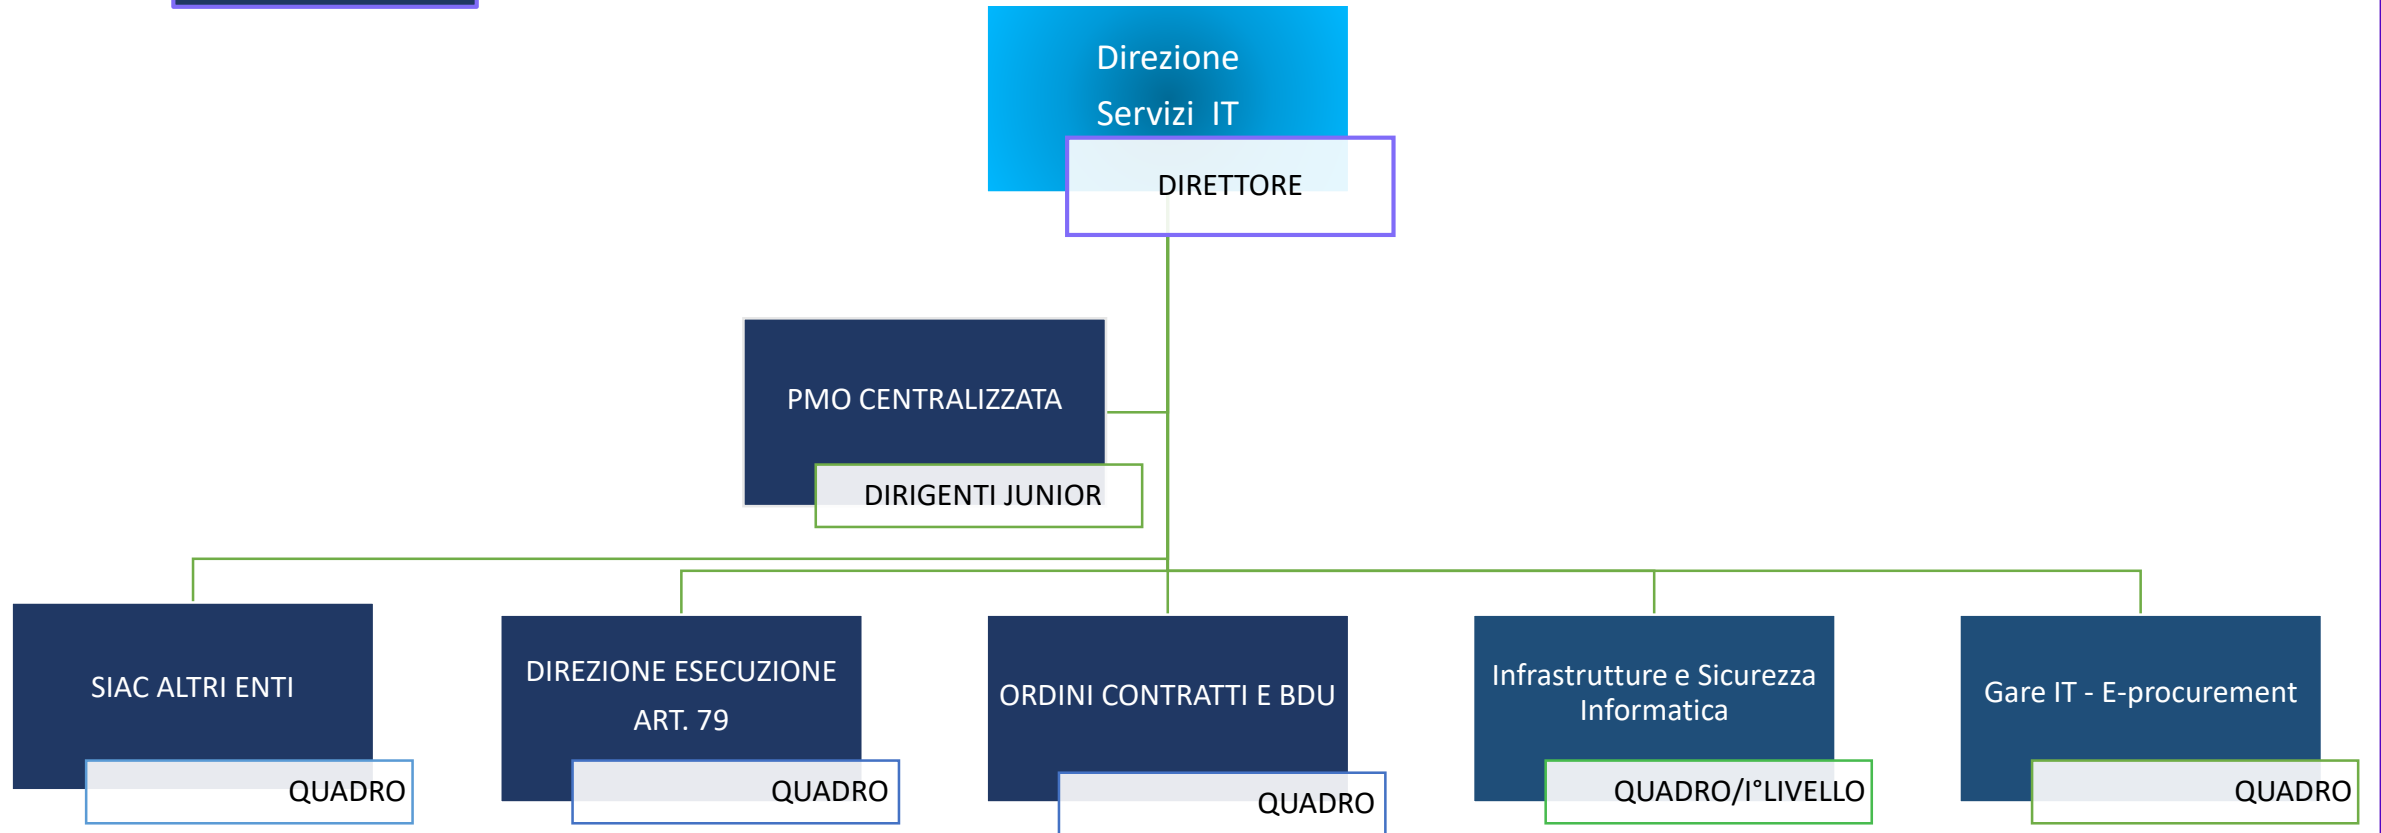 Direzione
Servizi IT
DIRETTORE
PMO CENTRALIZZATA
DIRIGENTI JUNIOR
SIAC ALTRI ENTI
QUADRO
DIREZIONE ESECUZIONE
ART. 79
QUADRO
ORDINI CONTRATTI E BDU
QUADRO
Infrastrutture e Sicurezza
Informatica
QUADRO/I°LIVELLO
Gare IT - E-procurement
QUADRO